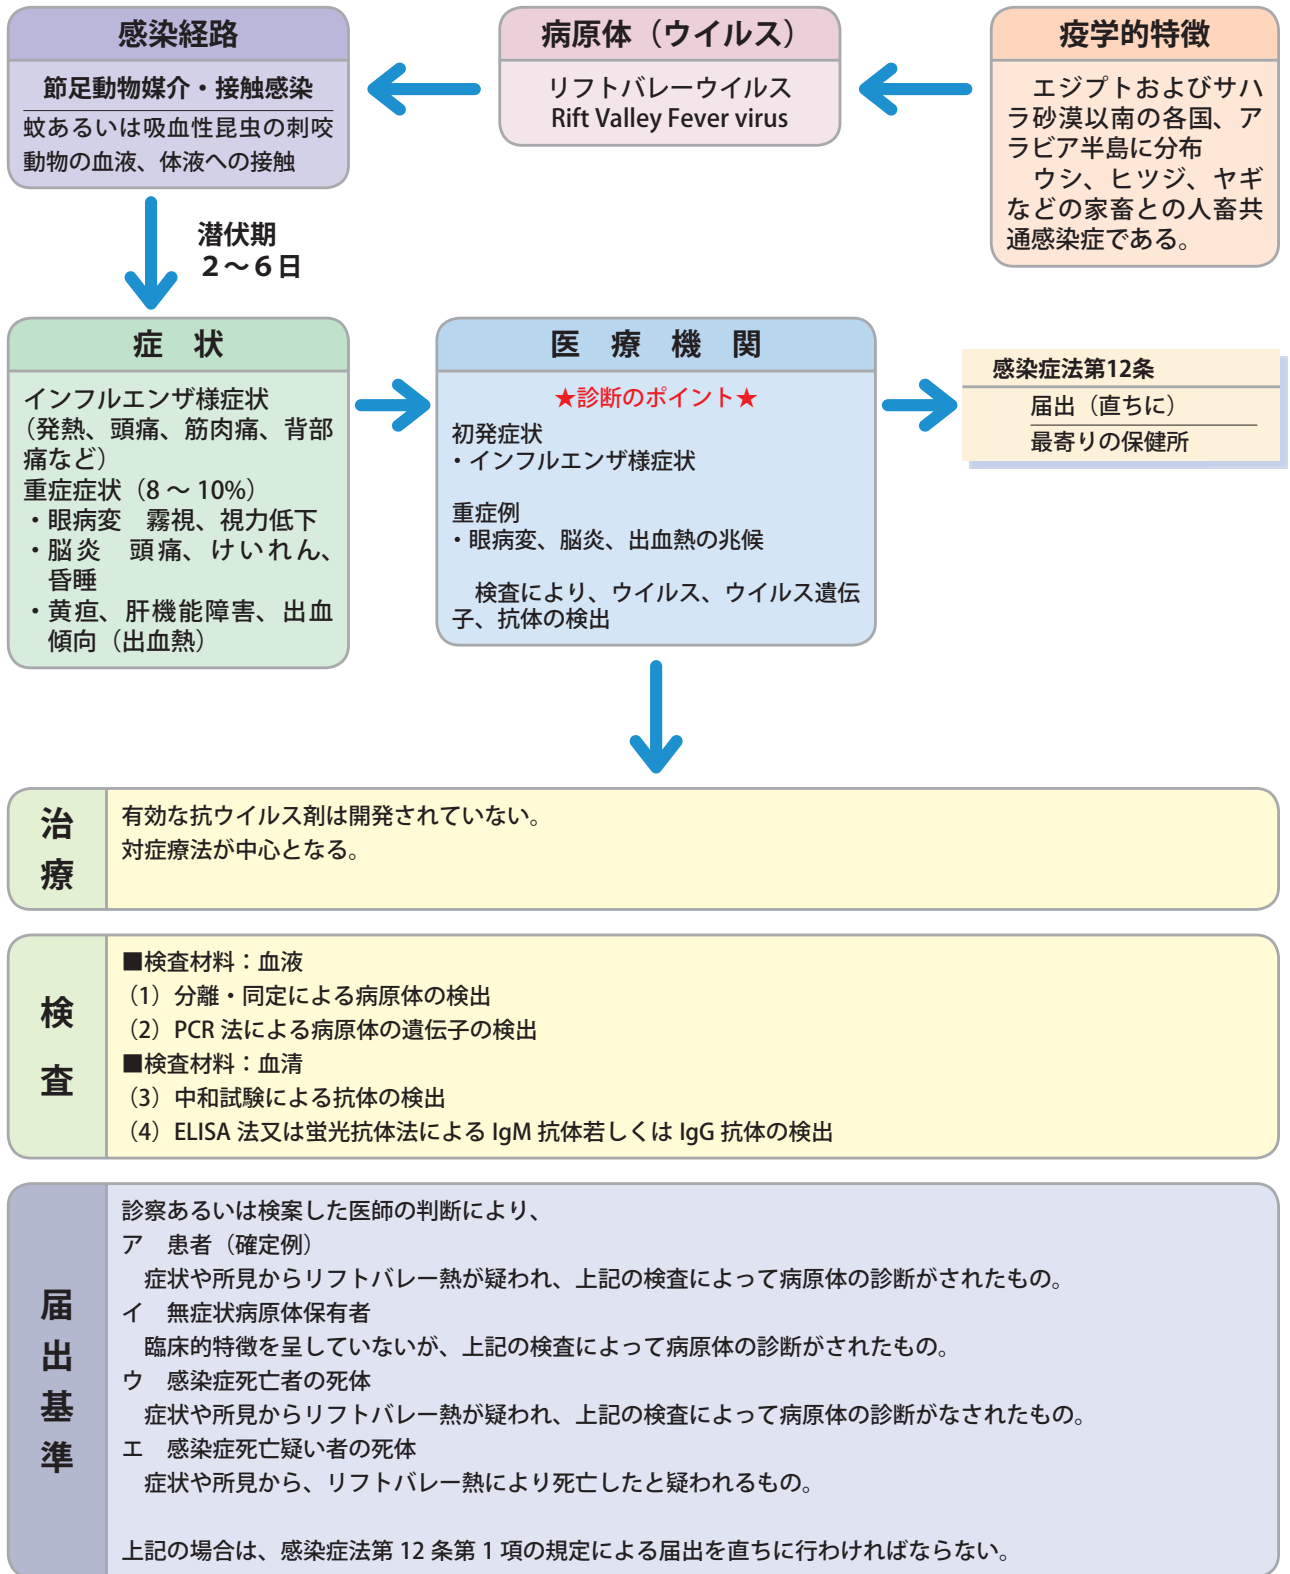 感染経路
節足動物媒介・接触感染
蚊あるいは吸血性昆虫の刺咬
動物の血液、体液への接触
病原体（ウイルス）
リフトバレーウイルス
Rift Valley Fever virus
疫学的特徴
エジプトおよびサハ
ラ砂漠以南の各国、ア
ラビア半島に分布
ウシ、ヒツジ、ヤギ
などの家畜との人畜共
通感染症である。
潜伏期
２～６日
症　状
インフルエンザ様症状
（発熱、頭痛、筋肉痛、背部
痛など）
重症症状（8 ～ 10%）
・眼病変　霧視、視力低下
・脳炎　頭痛、けいれん、
昏睡
・黄疸、肝機能障害、出血
傾向（出血熱）
医　療　機　関
★診断のポイント★
初発症状
・インフルエンザ様症状
重症例
・眼病変、脳炎、出血熱の兆候
検査により、ウイルス、ウイルス遺伝
子、抗体の検出
感染症法第12条
届出（直ちに）
最寄りの保健所
治療
有効な抗ウイルス剤は開発されていない。
対症療法が中心となる。
検査
■検査材料：血液
（1）分離・同定による病原体の検出
（2）PCR 法による病原体の遺伝子の検出
■検査材料：血清
（3）中和試験による抗体の検出
（4）ELISA 法又は蛍光抗体法による IgM 抗体若しくは IgG 抗体の検出
届出基準
診察あるいは検案した医師の判断により、
ア　患者（確定例）
症状や所見からリフトバレー熱が疑われ、上記の検査によって病原体の診断がされたもの。
イ　無症状病原体保有者
臨床的特徴を呈していないが、上記の検査によって病原体の診断がされたもの。
ウ　感染症死亡者の死体
症状や所見からリフトバレー熱が疑われ、上記の検査によって病原体の診断がなされたもの。
エ　感染症死亡疑い者の死体
症状や所見から、リフトバレー熱により死亡したと疑われるもの。
上記の場合は、感染症法第 12 条第 1 項の規定による届出を直ちに行わければならない。